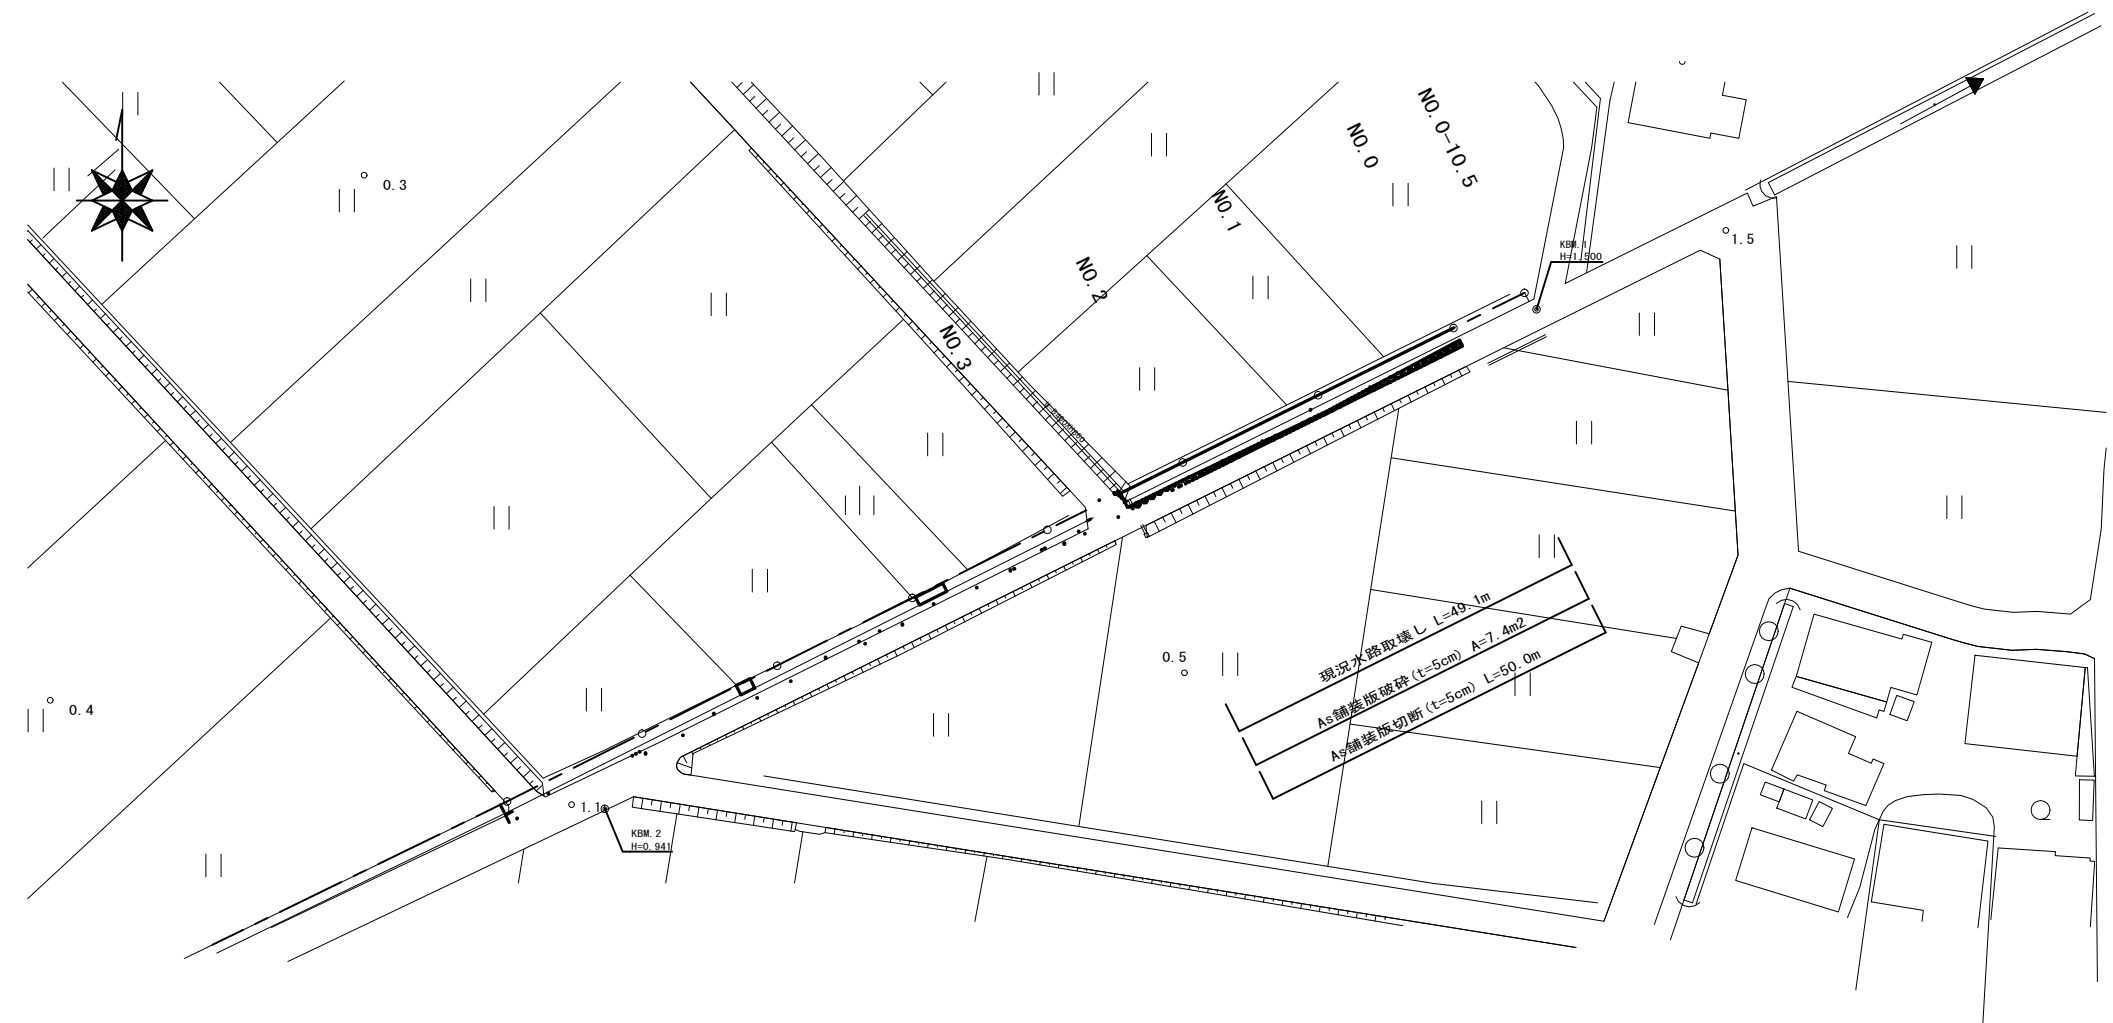 NO.0-10.5
NO.0
NO.1
NO.2
NO.3
0.3
KBM.1
H=1.500
1.5
0.5
0.4
1.1
KBM.2
H=0.941
現況水路取壊し L=49.1m
As舗装版破砕(t=5cm) A=7.4m2
As舗装版切断(t=5cm) L=50.0m